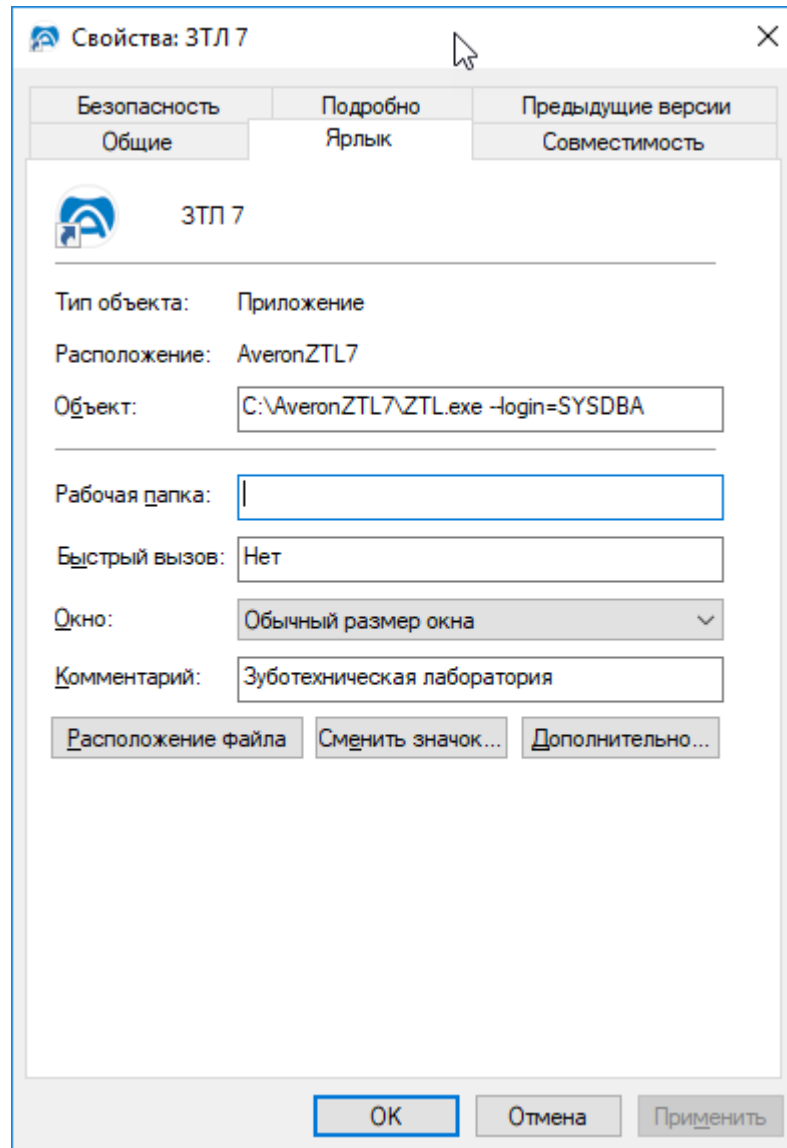 Свойства: ЗТЛ 7
Безопасность Подробно Предыдущие версии
Общие Ярлык Совместимость
ЗТЛ 7
Тип объекта: Приложение
Расположение: AveronZTL7
Объект: C:\AveronZTL7\ZTL.exe --login=SYSDBA
Рабочая папка:
Быстрый вызов: Нет
Окно: Обычный размер окна
Комментарий: Зуботехническая лаборатория
Расположение файла Сменить значок... Дополнительно...
OK Отмена Применить